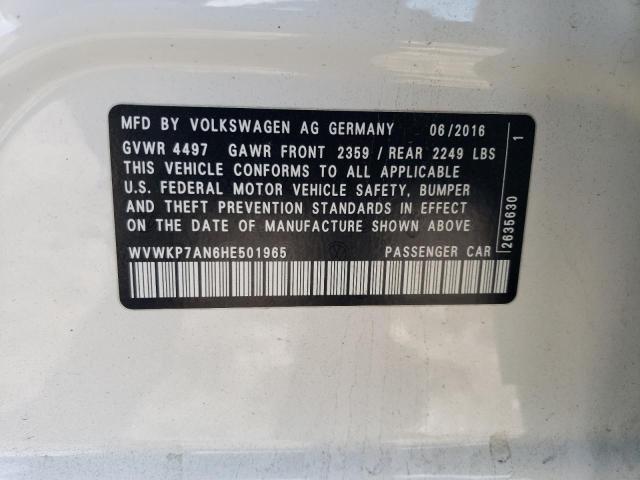 MFD BY VOLKSWAGEN AG GERMANY 06/2016
GVWR 4497 GAWR FRONT 2359 / REAR 2249 LBS
THIS VEHICLE CONFORMS TO ALL APPLICABLE
U.S. FEDERAL MOTOR VEHICLE SAFETY, BUMPER
AND THEFT PREVENTION STANDARDS IN EFFECT
ON THE DATE OF MANUFACTURE SHOWN ABOVE
WVWKP7AN6HE501965 PASSENGER CAR
2635630 1